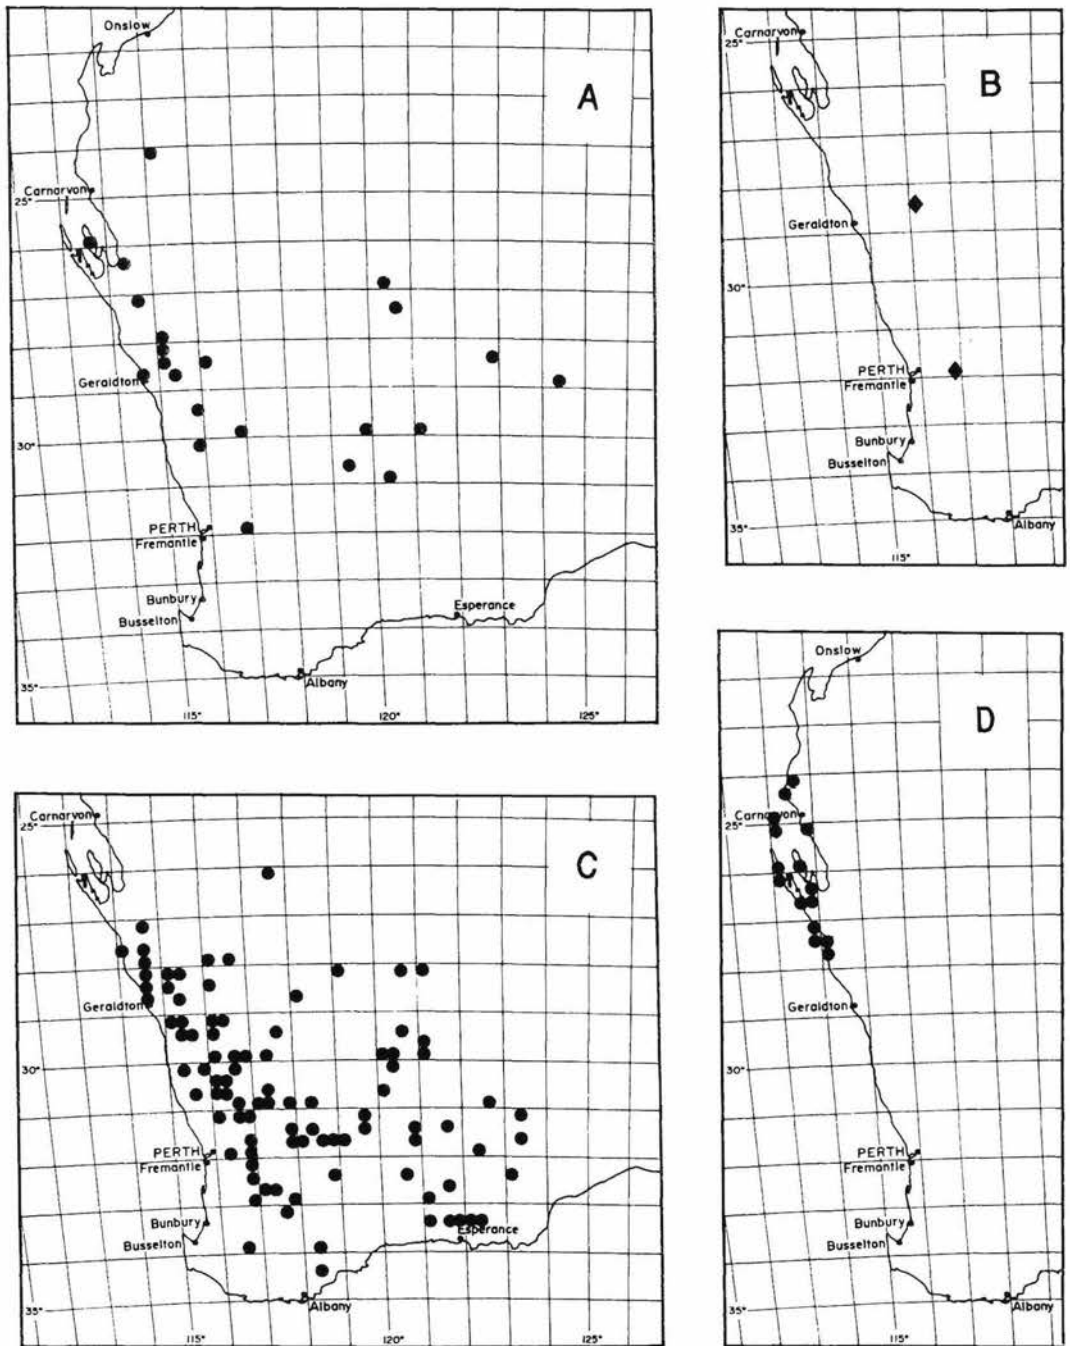 Onslow
A
Carnarvon
25°
Geraldton
30°
PERTH
Fremantle
Bunbury
Busselton
Esperance
Albany
35°
115°
120°
125°
Carnarvon
25°
B
Geraldton
30°
PERTH
Fremantle
Bunbury
Busselton
35°
Albany
115°
Carnarvon
25°
C
Geraldton
30°
PERTH
Fremantle
Bunbury
Busselton
Esperance
Albany
35°
115°
120°
125°
Onslow
D
Carnarvon
25°
Geraldton
30°
PERTH
Fremantle
Bunbury
Busselton
35°
Albany
115°